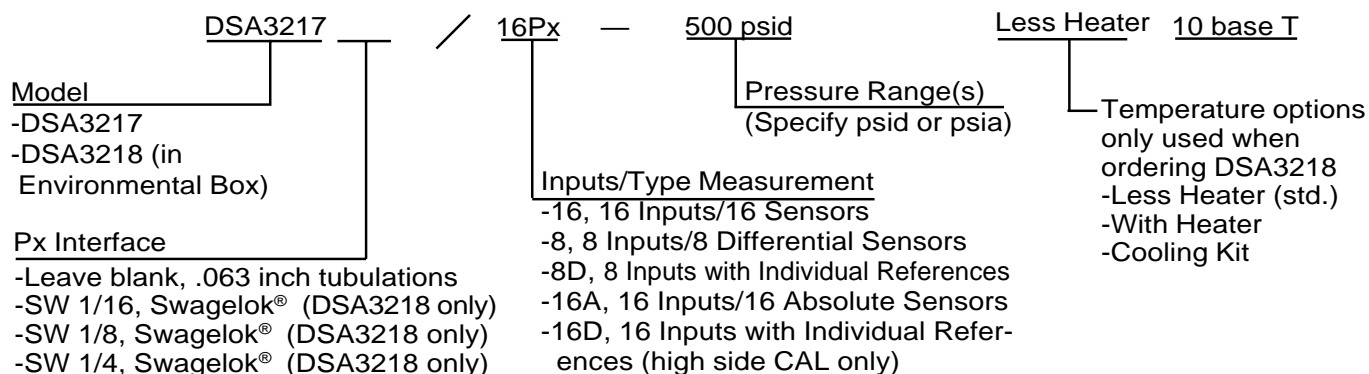 DSA3217 / 16Px — 500 psid Less Heater 10 base T
Model
-DSA3217
-DSA3218 (in
Environmental Box)
Px Interface
-Leave blank, .063 inch tubulations
-SW 1/16, Swagelok® (DSA3218 only)
-SW 1/8, Swagelok® (DSA3218 only)
-SW 1/4, Swagelok® (DSA3218 only)
Inputs/Type Measurement
-16, 16 Inputs/16 Sensors
-8, 8 Inputs/8 Differential Sensors
-8D, 8 Inputs with Individual References
-16A, 16 Inputs/16 Absolute Sensors
-16D, 16 Inputs with Individual Refer-
ences (high side CAL only)
Pressure Range(s)
(Specify psid or psia)
Temperature options
only used when
ordering DSA3218
-Less Heater (std.)
-With Heater
-Cooling Kit